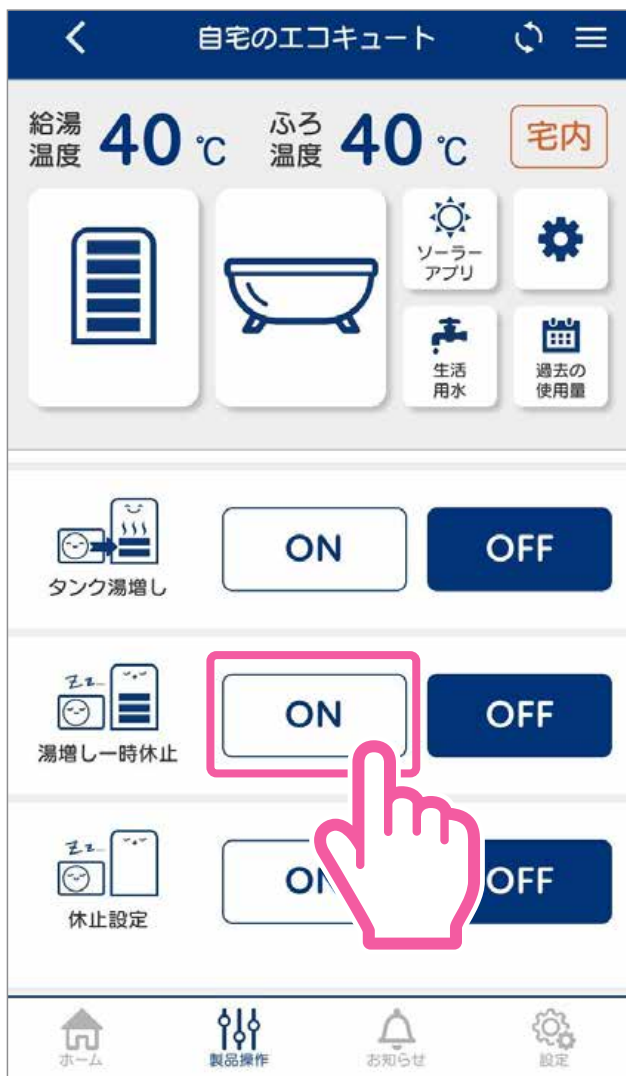 自宅のエコキュート
給湯
温度 40 ℃
ふろ
温度 40 ℃
宅内
ソーラー
アプリ
生活
用水
過去の
使用量
タンク湯増し
ON
OFF
Zz
湯増し一時休止
ON
OFF
Zz
休止設定
ON
OFF
ホーム
製品操作
お知らせ
設定